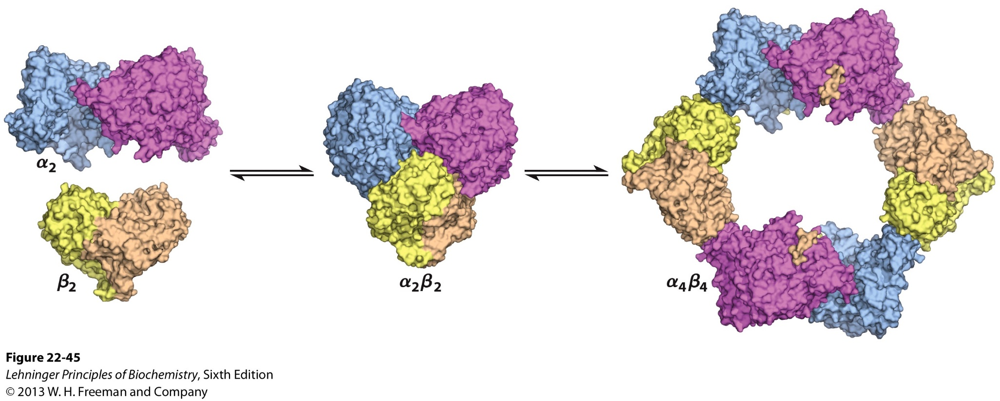 α₂
β₂
α₂β₂
α₄β₄
Figure 22-45
Lehninger Principles of Biochemistry, Sixth Edition
© 2013 W. H. Freeman and Company